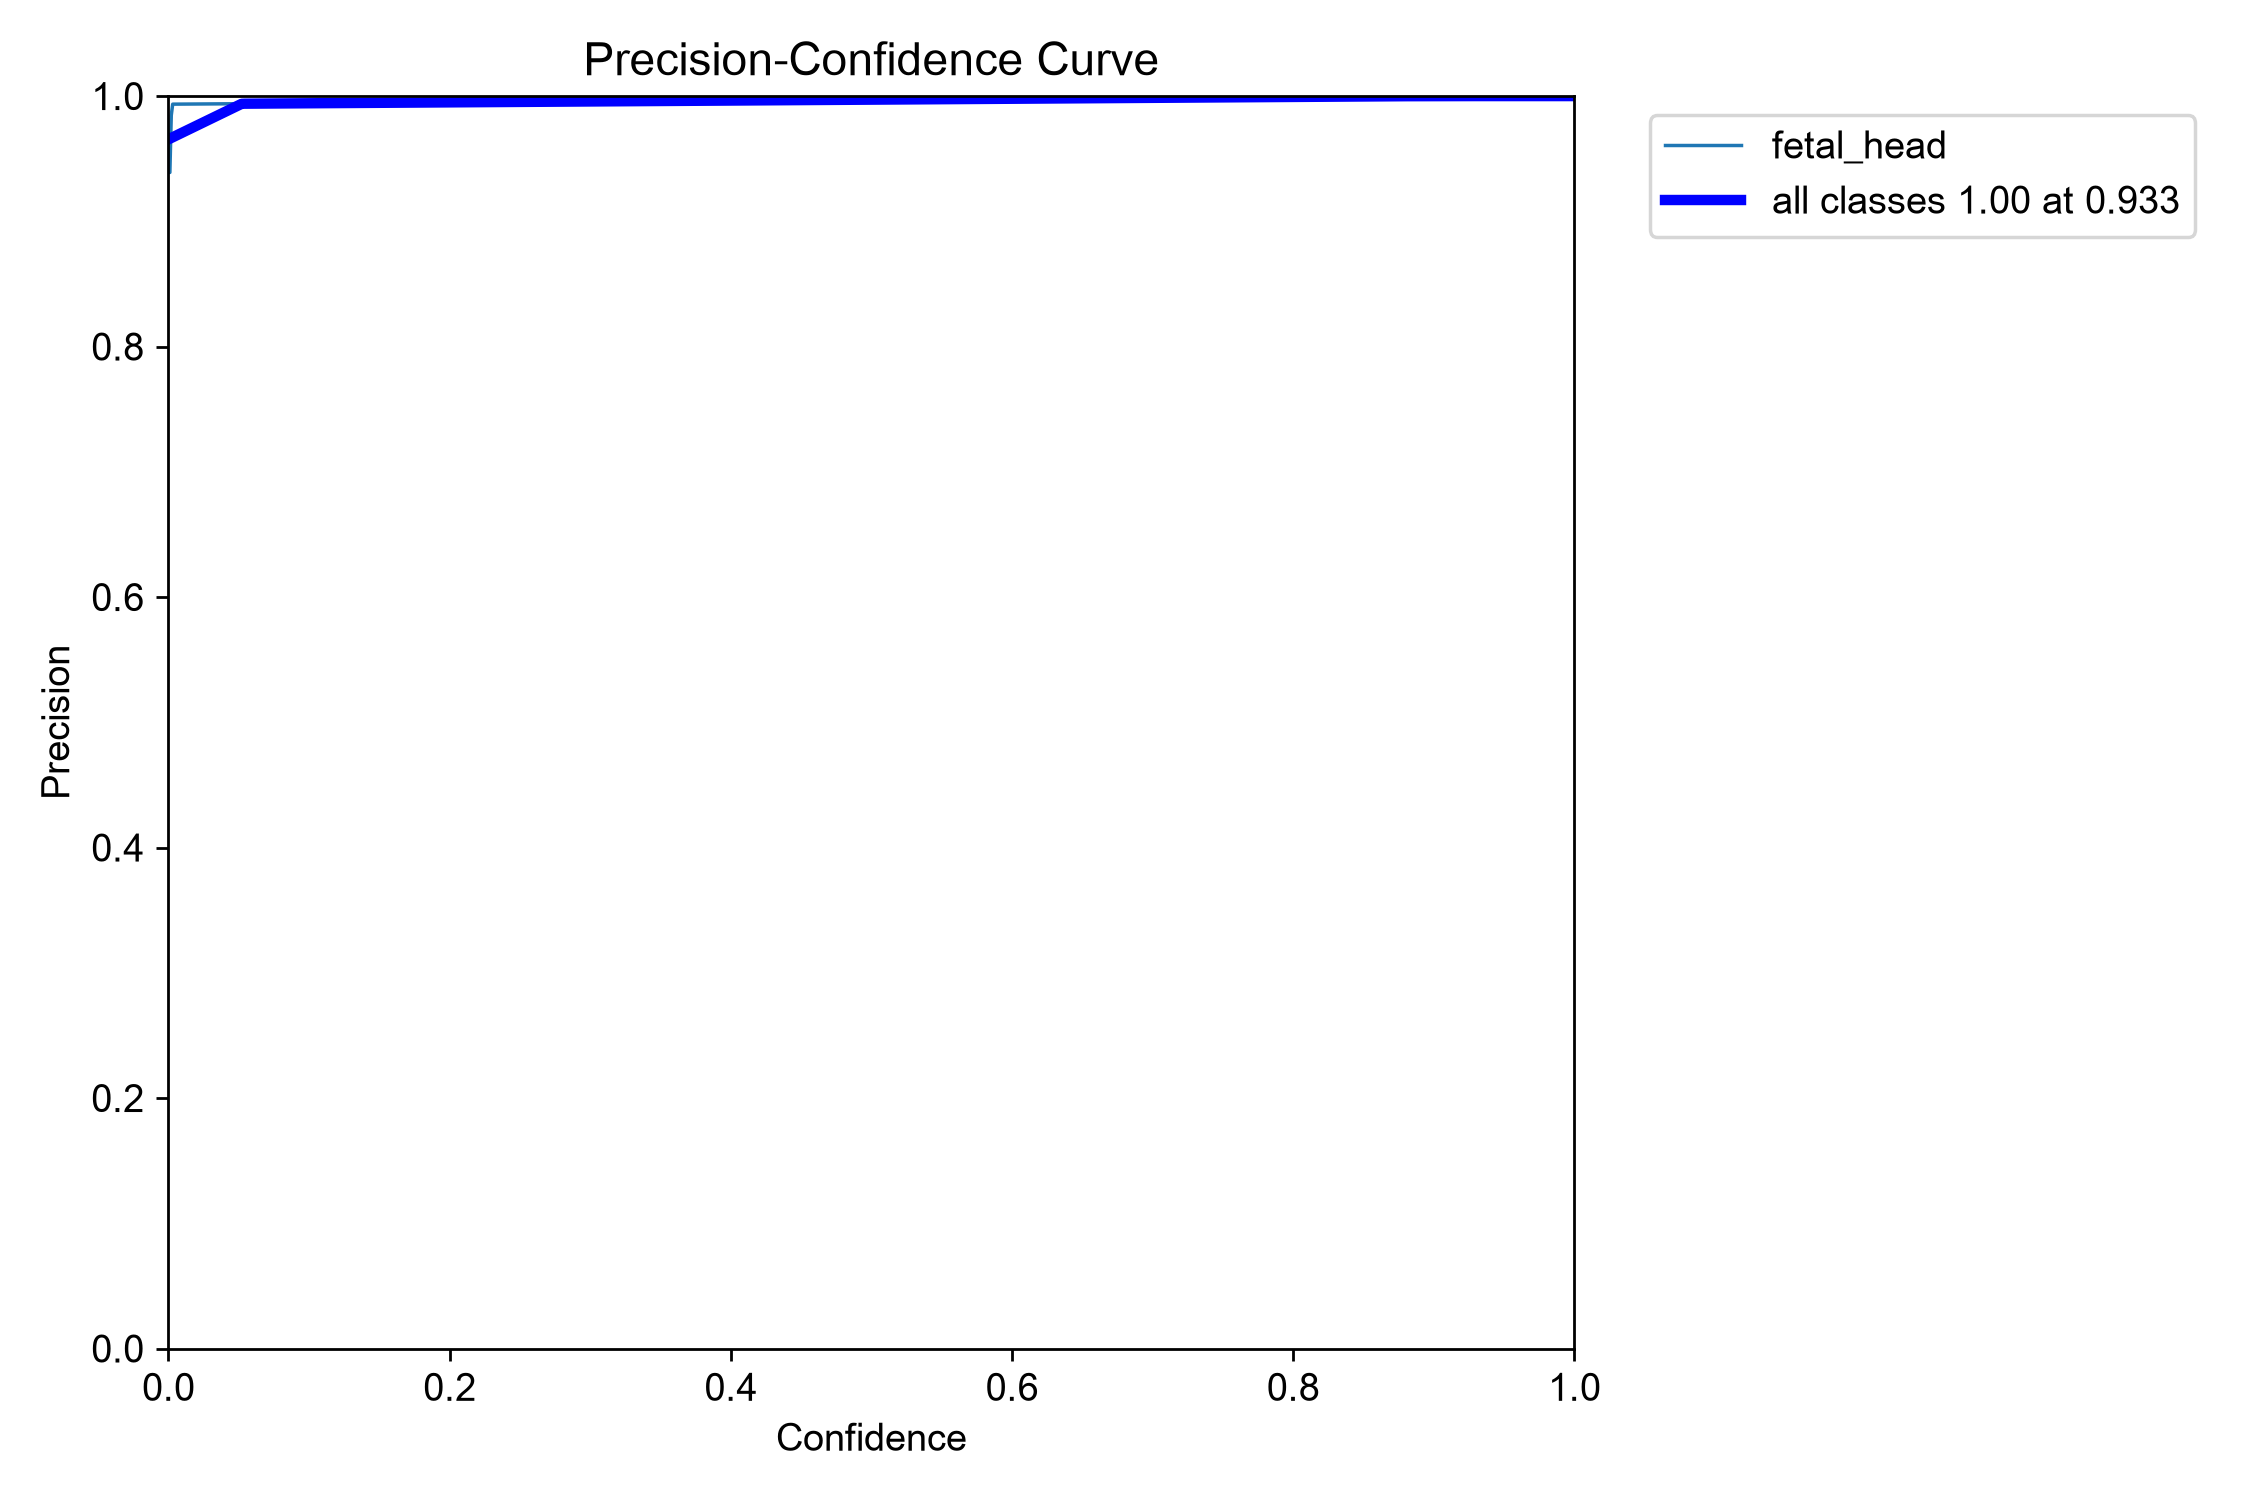 Precision-Confidence Curve
1.0
0.8
0.6
0.4
0.2
0.0
Precision
0.0 0.2 0.4 0.6 0.8 1.0
Confidence
fetal_head
all classes 1.00 at 0.933